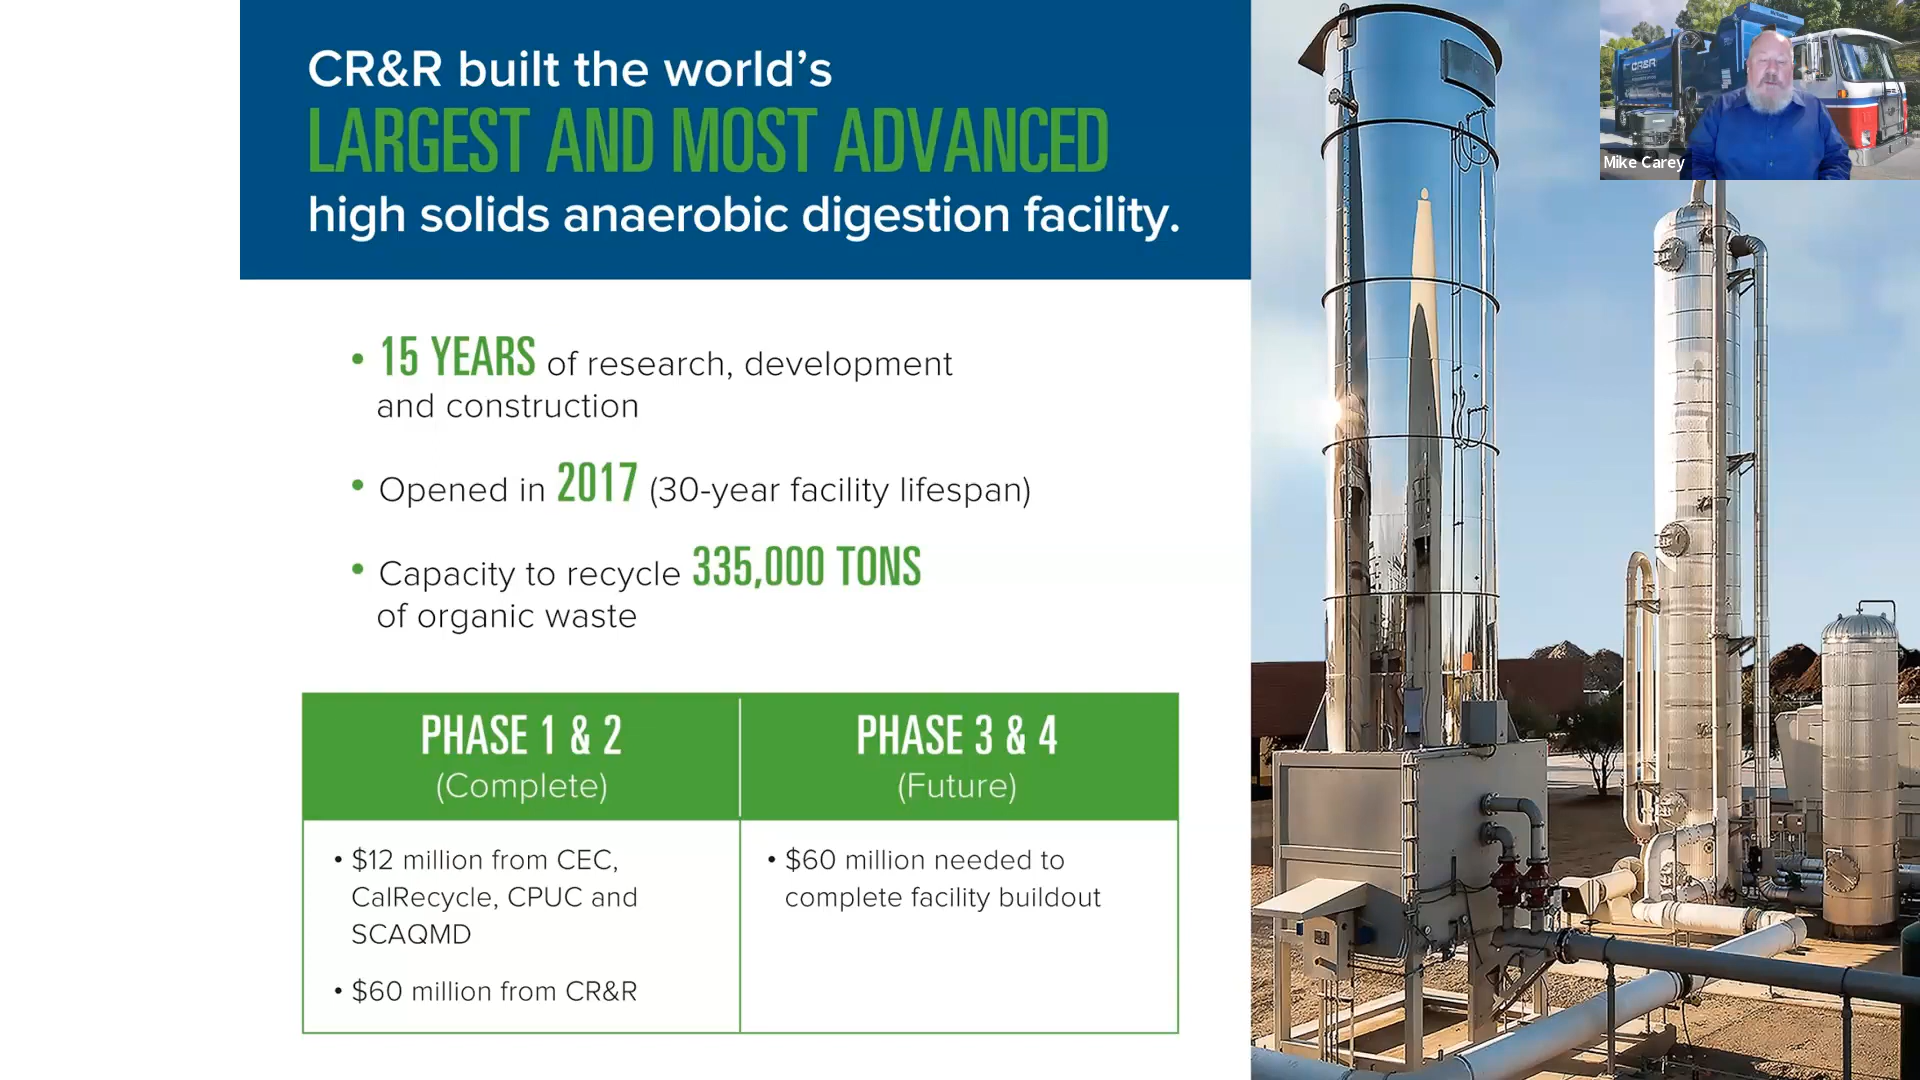 CR&R built the world's
LARGEST AND MOST ADVANCED
high solids anaerobic digestion facility.
• 15 YEARS of research, development
and construction
• Opened in 2017 (30-year facility lifespan)
• Capacity to recycle 335,000 TONS
of organic waste
PHASE 1 & 2
(Complete)
• $12 million from CEC,
CalRecycle, CPUC and
SCAQMD
• $60 million from CR&R
PHASE 3 & 4
(Future)
• $60 million needed to
complete facility buildout
CR&R
Mike Carey